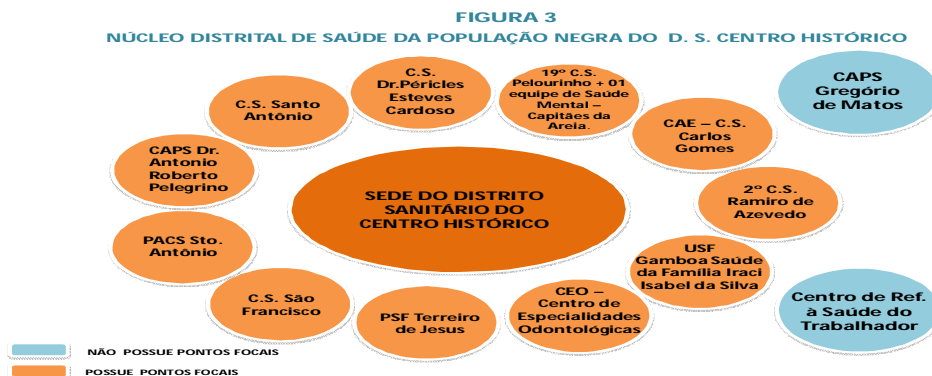 FIGURA 3
NÚCLEO DISTRITAL DE SAÚDE DA POPULAÇÃO NEGRA DO D. S. CENTRO HISTÓRICO
C.S.
Dr.Péricles
Esteves
Cardoso
19º C.S.
Pelourinho + 01
equipe de Saúde
Mental –
Capitães da
Areia.
CAPS
Gregório
de Matos
C.S. Santo
Antônio
CAE – C.S.
Carlos
Gomes
CAPS Dr.
Antonio
Roberto
Pelegrino
SEDE DO DISTRITO
SANITÁRIO DO
CENTRO HISTÓRICO
2º C.S.
Ramiro de
Azevedo
PACS Sto.
Antônio
USF
Gamboa Saúde
da Família Iraci
Isabel da Silva
C.S. São
Francisco
PSF Terreiro
de Jesus
CEO –
Centro de
Especialidades
Odontológicas
Centro de Ref.
à Saúde do
Trabalhador
NÃO POSSUE PONTOS FOCAIS
POSSUE PONTOS FOCAIS